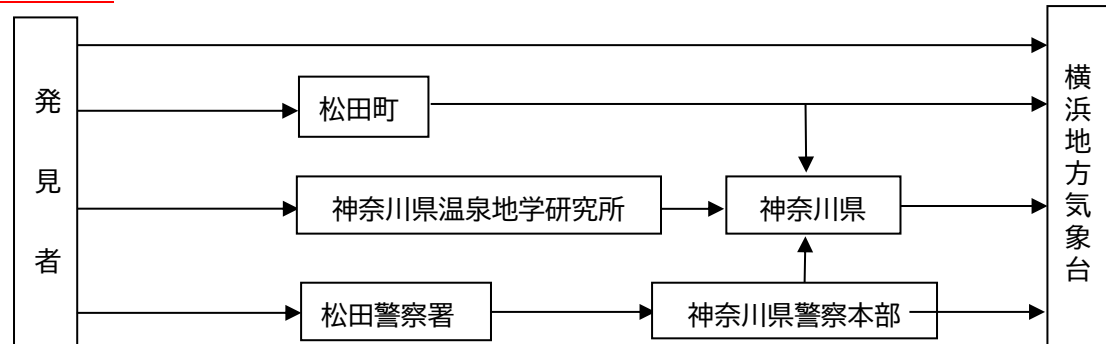 発見者
松田町
神奈川県温泉地学研究所
神奈川県
松田警察署
神奈川県警察本部
横浜地方気象台